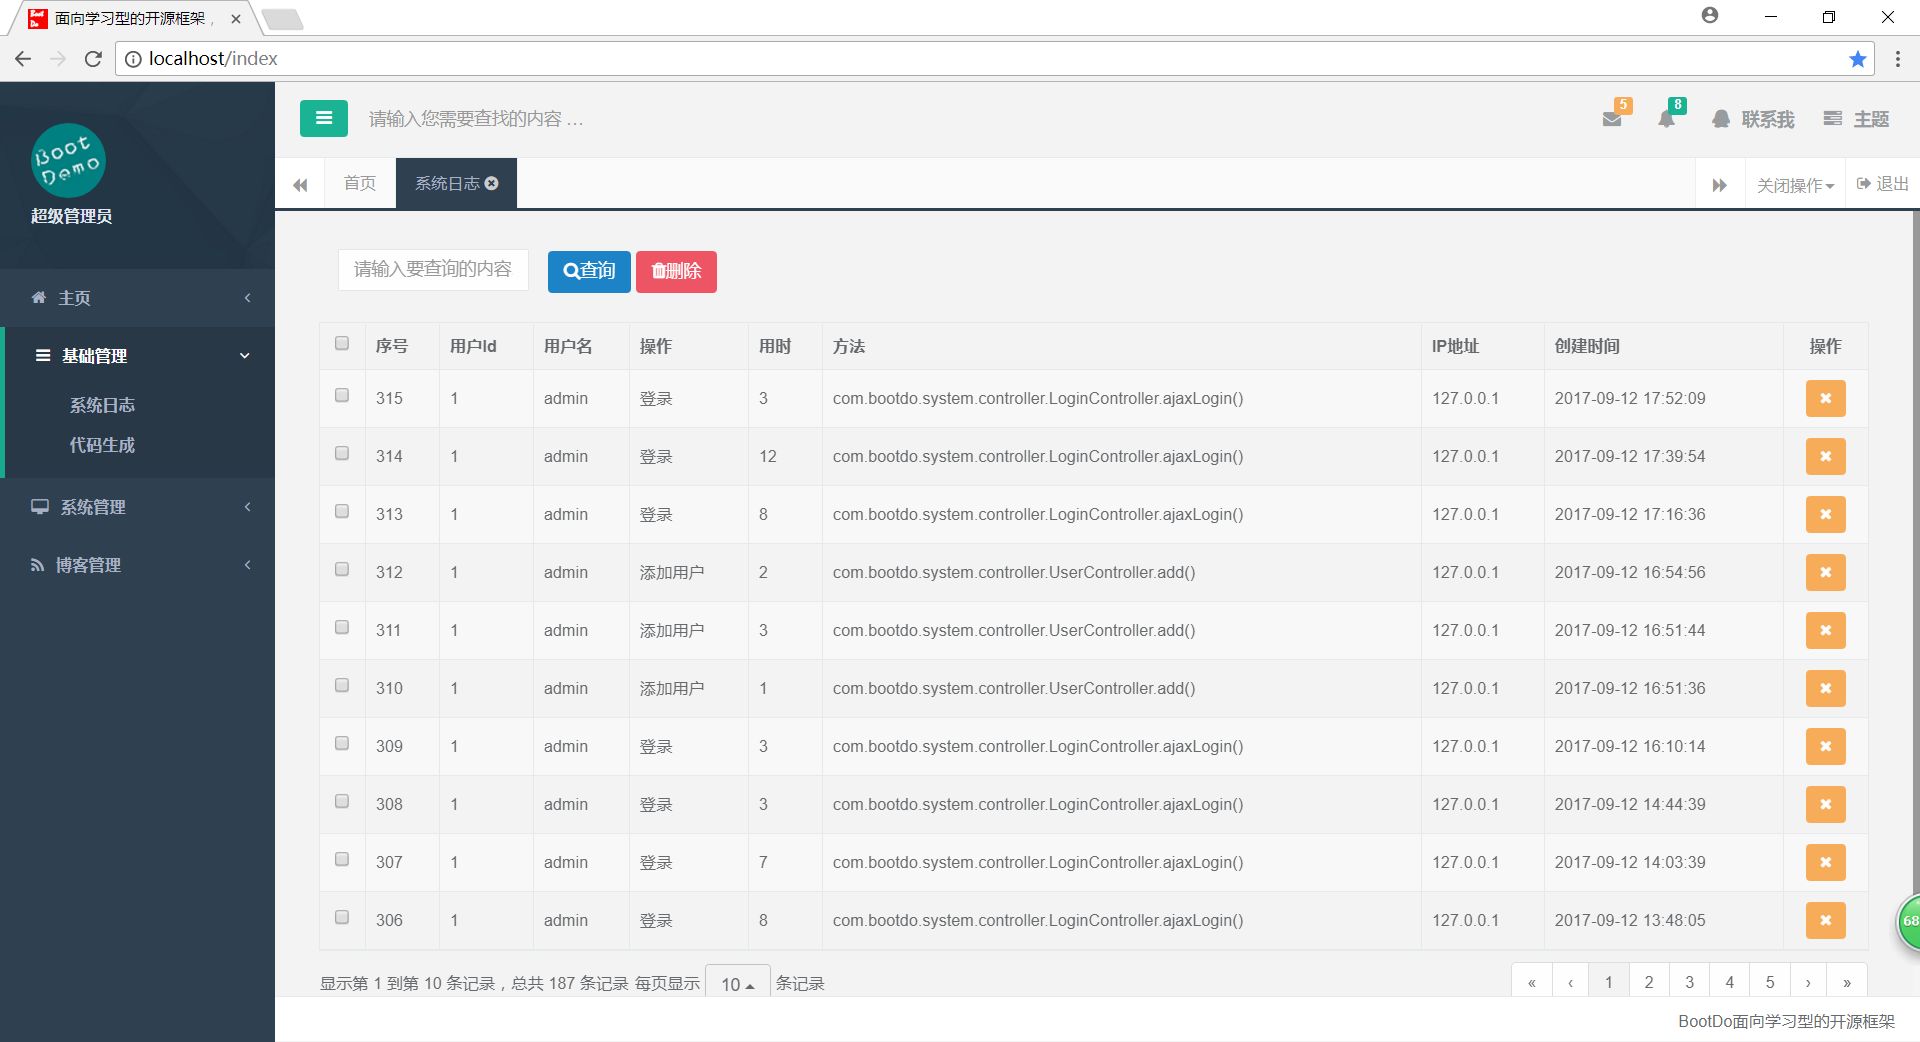 面向学习型的开源框架，
localhost/index
Boot Demo
超级管理员
主页
基础管理
系统日志
代码生成
系统管理
博客管理
请输入您需要查找的内容 …
5
8
联系我
主题
首页
系统日志
关闭操作
退出
请输入要查询的内容
查询
删除
序号 用户Id 用户名 操作 用时 方法 IP地址 创建时间 操作
315 1 admin 登录 3 com.bootdo.system.controller.LoginController.ajaxLogin() 127.0.0.1 2017-09-12 17:52:09
314 1 admin 登录 12 com.bootdo.system.controller.LoginController.ajaxLogin() 127.0.0.1 2017-09-12 17:39:54
313 1 admin 登录 8 com.bootdo.system.controller.LoginController.ajaxLogin() 127.0.0.1 2017-09-12 17:16:36
312 1 admin 添加用户 2 com.bootdo.system.controller.UserController.add() 127.0.0.1 2017-09-12 16:54:56
311 1 admin 添加用户 3 com.bootdo.system.controller.UserController.add() 127.0.0.1 2017-09-12 16:51:44
310 1 admin 添加用户 1 com.bootdo.system.controller.UserController.add() 127.0.0.1 2017-09-12 16:51:36
309 1 admin 登录 3 com.bootdo.system.controller.LoginController.ajaxLogin() 127.0.0.1 2017-09-12 16:10:14
308 1 admin 登录 3 com.bootdo.system.controller.LoginController.ajaxLogin() 127.0.0.1 2017-09-12 14:44:39
307 1 admin 登录 7 com.bootdo.system.controller.LoginController.ajaxLogin() 127.0.0.1 2017-09-12 14:03:39
306 1 admin 登录 8 com.bootdo.system.controller.LoginController.ajaxLogin() 127.0.0.1 2017-09-12 13:48:05
68
显示第 1 到第 10 条记录，总共 187 条记录 每页显示 10 条记录
« ‹ 1 2 3 4 5 › »
BootDo面向学习型的开源框架